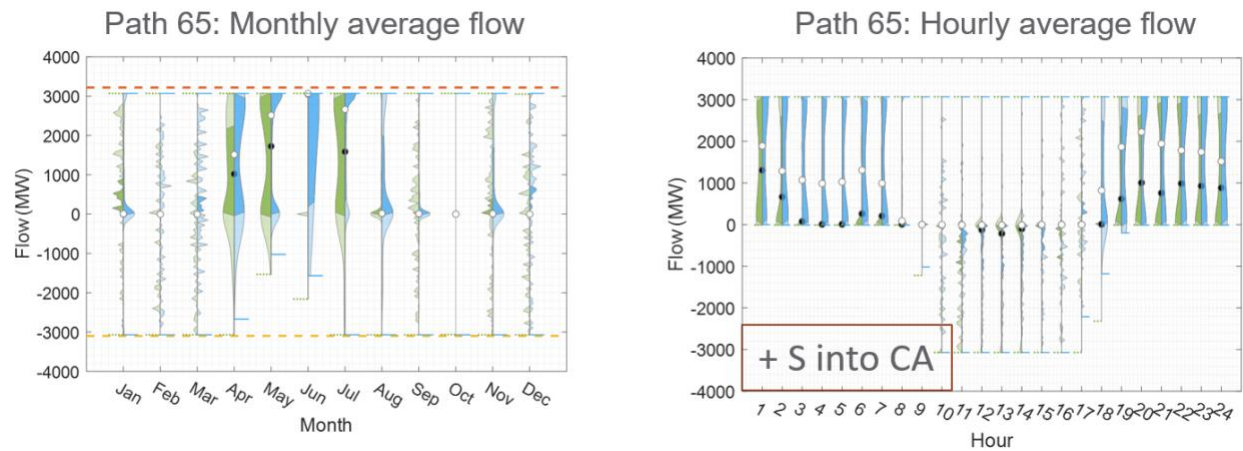 Path 65: Monthly average flow
4000
3000
2000
1000
0
-1000
-2000
-3000
-4000
Flow (MW)
Jan
Feb
Mar
Apr
May
Jun
Jul
Aug
Sep
Oct
Nov
Dec
Month
Path 65: Hourly average flow
4000
3000
2000
1000
0
-1000
-2000
-3000
-4000
Flow (MW)
+ S into CA
1
2
3
4
5
6
7
8
9
10
11
12
13
14
15
16
17
18
19
20
21
22
23
24
Hour